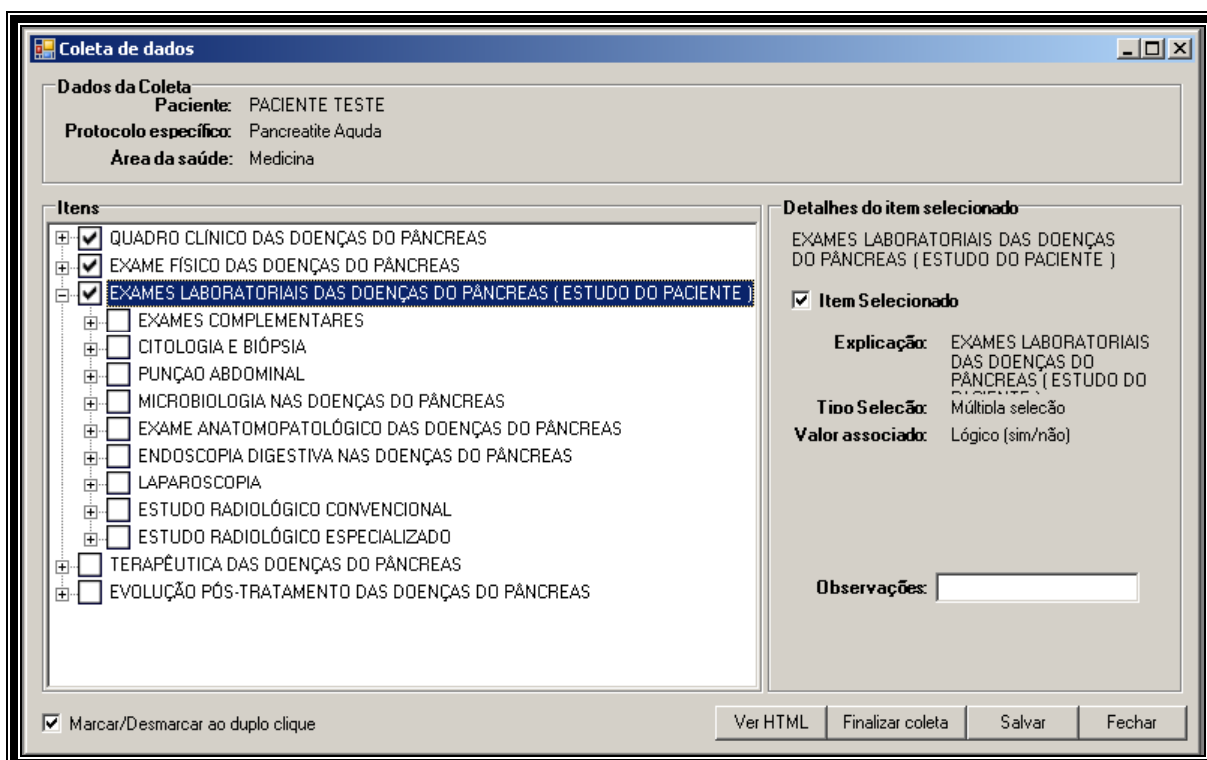 Coleta de dados
Dados da Coleta
Paciente: PACIENTE TESTE
Protocolo específico: Pancreatite Aguda
Área da saúde: Medicina
Itens
QUADRO CLÍNICO DAS DOENÇAS DO PÂNCREAS
EXAME FÍSICO DAS DOENÇAS DO PÂNCREAS
EXAMES LABORATORIAIS DAS DOENÇAS DO PÂNCREAS ( ESTUDO DO PACIENTE )
EXAMES COMPLEMENTARES
CITOLOGIA E BIÓPSIA
PUNÇAO ABDOMINAL
MICROBIOLOGIA NAS DOENÇAS DO PÂNCREAS
EXAME ANATOMOPATOLÓGICO DAS DOENÇAS DO PÂNCREAS
ENDOSCOPIA DIGESTIVA NAS DOENÇAS DO PÂNCREAS
LAPAROSCOPIA
ESTUDO RADIOLÓGICO CONVENCIONAL
ESTUDO RADIOLÓGICO ESPECIALIZADO
TERAPÊUTICA DAS DOENÇAS DO PÂNCREAS
EVOLUÇÃO PÓS-TRATAMENTO DAS DOENÇAS DO PÂNCREAS
Detalhes do item selecionado
EXAMES LABORATORIAIS DAS DOENÇAS
DO PÂNCREAS ( ESTUDO DO PACIENTE )
Item Selecionado
Explicação: EXAMES LABORATORIAIS
DAS DOENÇAS DO
PÂNCREAS ( ESTUDO DO
PACIENTE )
Tipo Seleção: Múltipla seleção
Valor associado: Lógico (sim/não)
Observações:
Marcar/Desmarcar ao duplo clique
Ver HTML
Finalizar coleta
Salvar
Fechar